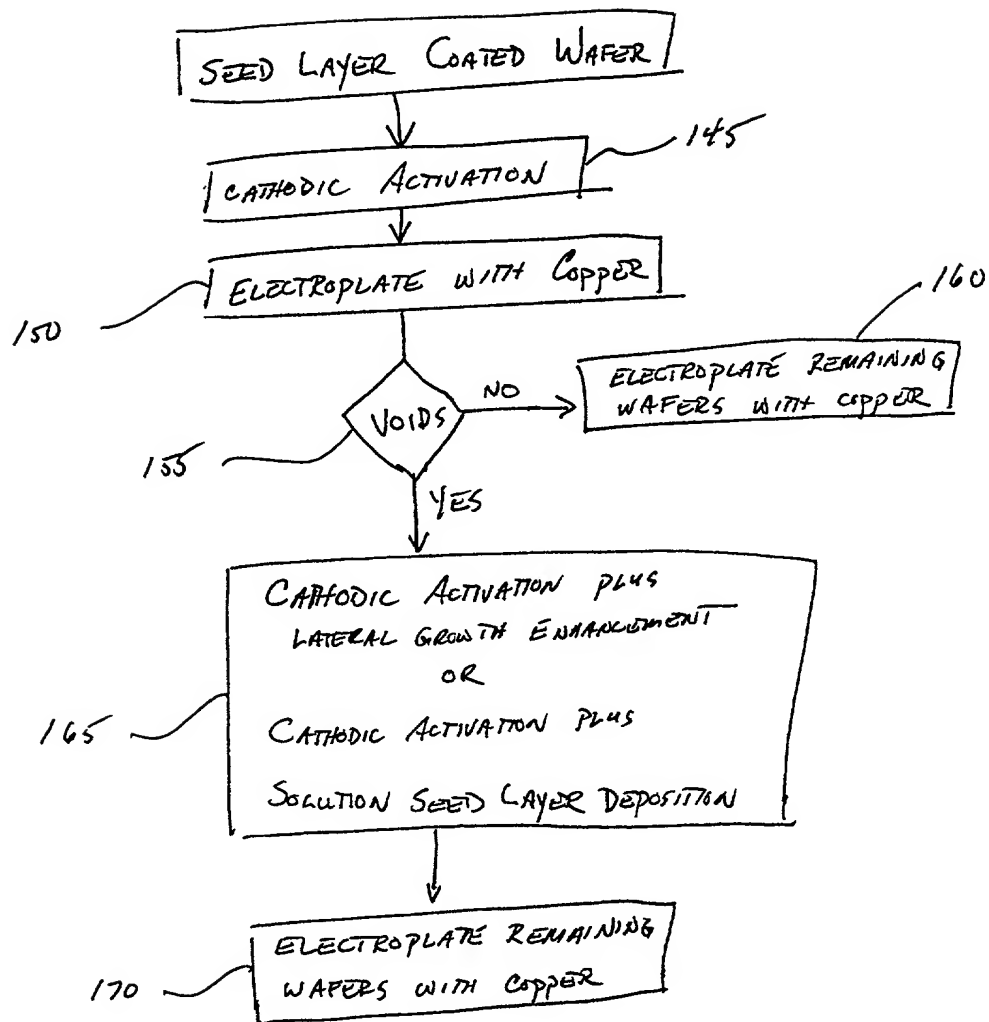 SEED LAYER COATED WAFER
145
CATHODIC ACTIVATION
ELECTROPLATE WITH COPPER
150
160
ELECTROPLATE REMAINING
WAFERS WITH COPPER
NO
VOIDS
155
YES
CATHODIC ACTIVATION PLUS
LATERAL GROWTH ENHANCEMENT
OR
165
CATHODIC ACTIVATION PLUS
SOLUTION SEED LAYER DEPOSITION
ELECTROPLATE REMAINING
WAFERS WITH COPPER
170